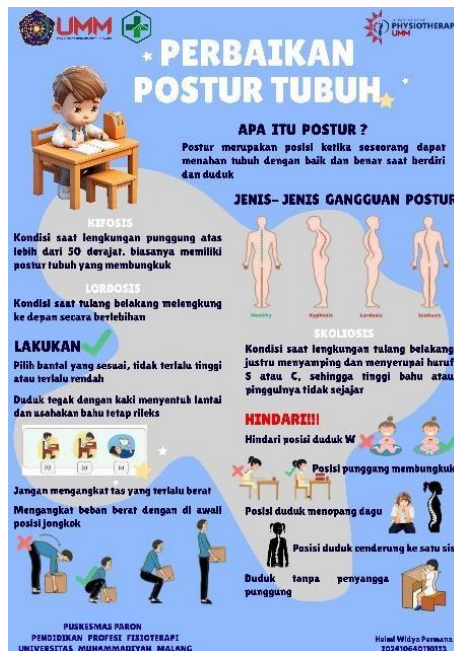 UMM
PHYSIOTHERAPY
UMM
PERBAIKAN
POSTUR TUBUH
APA ITU POSTUR ?
Postur merupakan posisi ketika seseorang dapat
menahan tubuh dengan baik dan benar saat berdiri
dan duduk
JENIS- JENIS GANGGUAN POSTUR
Healthy
Kyphosis
Lordosis
Scoliosis
KIFOSIS
Kondisi saat lengkungan punggung atas
lebih dari 50 derajat. biasanya memiliki
postur tubuh yang membungkuk
LORDOSIS
Kondisi saat tulang belakang melengkung
ke depan secara berlebihan
SKOLIOSIS
Kondisi saat lengkungan tulang belakang
justru menyamping dan menyerupai huruf
S atau C, sehingga tinggi bahu atau
pinggulnya tidak sejajar
LAKUKAN
Pilih bantal yang sesuai, tidak terlalu tinggi
atau terlalu rendah
Duduk tegak dengan kaki menyentuh lantai
dan usahakan bahu tetap rileks
Jangan mengangkat tas yang terlalu berat
Mengangkat beban berat dengan di awali
posisi jongkok
HINDARI!!!
Hindari posisi duduk W
Posisi punggung membungkuk
Posisi duduk menopang dagu
Posisi duduk cenderung ke satu sisi
Duduk tanpa penyangga
punggung
PUSKESMAS PARON
PENDIDIKAN PROFESI FISIOTERAPI
UNIVERSITAS MUHAMMADIYAH MALANG